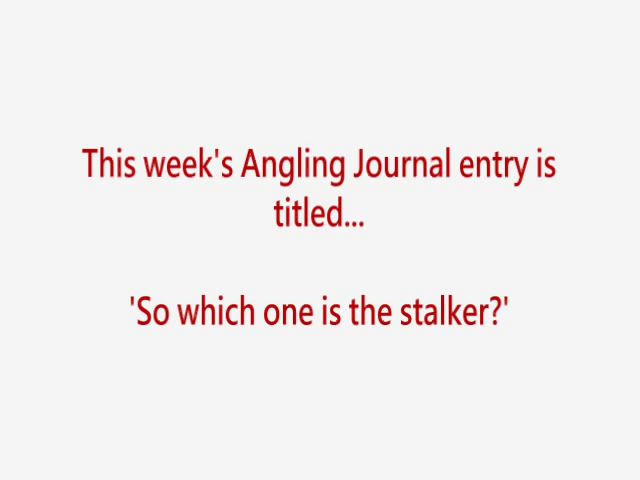 This week's Angling Journal entry is
titled...
'So which one is the stalker?'